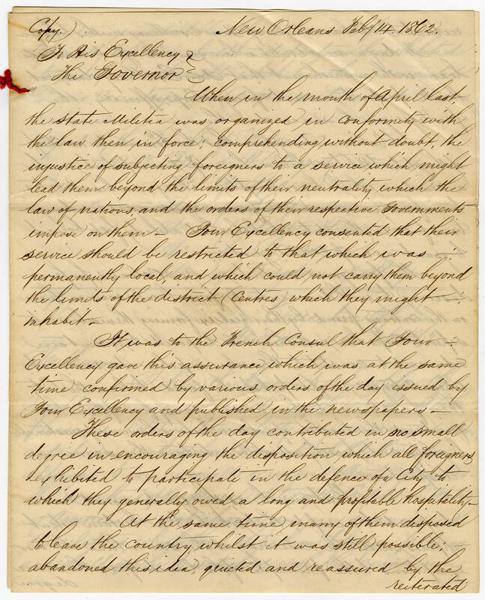 Copy.) New Orleans Feby 14 1862.
To His Excellency
The Governor
When in the month of April last
the State Militia was organized in conformity with
the law then in force; comprehending without doubt, the
injustice of subjecting foreigners to a service which might
lead them beyond the limits of their neutrality which the
law of nations, and the orders of their respective Governments
impose on them – Your Excellency consented that their
service should be restricted to that which was
permanently local, and which could not carry them beyond
the limits of the district (Centres) which they might
inhabit –
It was to the French Consul that Your
Excellency gave this assurance which was at the same
time confirmed by various orders of the day issued by
Your Excellency and published in the newspapers –
These orders of the day contributed in no small
degree in encouraging the disposition which all foreigners
exhibited to participate in the defence of a City to
which they generally owed a long and profitable Hospitality –
At the same time many of them disposed
to leave the country whilst it was still possible;
abandoned this idea, quieted and reassured by the
reiterated